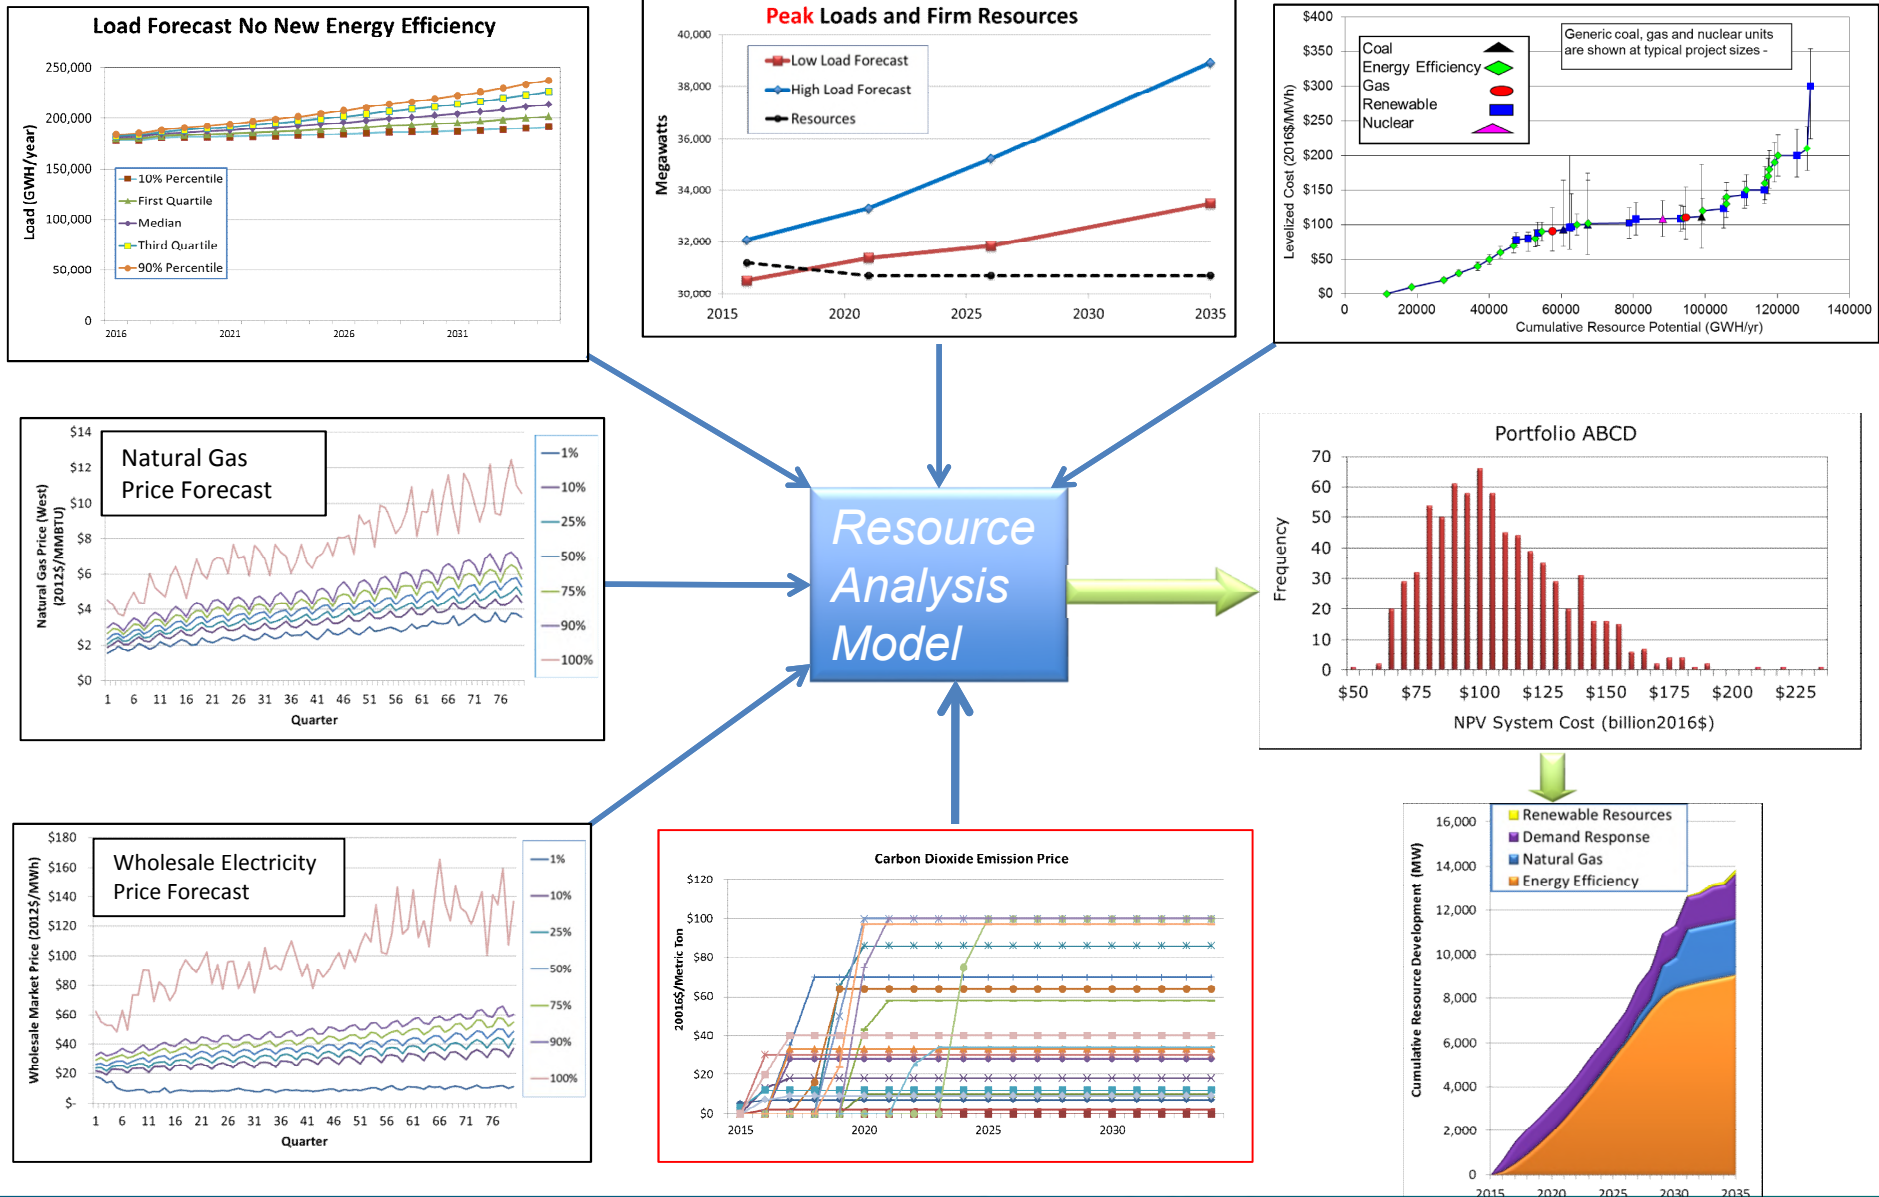 Load Forecast No New Energy Efficiency
Load (GWH/year)
250,000
200,000
150,000
100,000
50,000
0
10% Percentile
First Quartile
Median
Third Quartile
90% Percentile
2016 2021 2026 2031
Peak Loads and Firm Resources
Megawatts
40,000
38,000
36,000
34,000
32,000
30,000
Low Load Forecast
High Load Forecast
Resources
2015 2020 2025 2030 2035
Levelized Cost (2016$/MWh)
$400
$350
$300
$250
$200
$150
$100
$50
$0
Coal
Energy Efficiency
Gas
Renewable
Nuclear
Generic coal, gas and nuclear units
are shown at typical project sizes -
0 20000 40000 60000 80000 100000 120000 140000
Cumulative Resource Potential (GWH/yr)
Natural Gas
Price Forecast
Natural Gas Price (West)
(2012$/MMBTU)
$14
$12
$10
$8
$6
$4
$2
$0
1 6 11 16 21 26 31 36 41 46 51 56 61 66 71 76
Quarter
1%
10%
25%
50%
75%
90%
100%
Resource
Analysis
Model
Portfolio ABCD
Frequency
70
60
50
40
30
20
10
0
$50 $75 $100 $125 $150 $175 $200 $225
NPV System Cost (billion2016$)
Wholesale Electricity
Price Forecast
Wholesale Market Price (2012$/MWh)
$180
$160
$140
$120
$100
$80
$60
$40
$20
$-
1 6 11 16 21 26 31 36 41 46 51 56 61 66 71 76
Quarter
1%
10%
25%
50%
75%
90%
100%
Carbon Dioxide Emission Price
20016$/Metric Ton
$120
$100
$80
$60
$40
$20
$0
2015 2020 2025 2030
Cumulative Resource Development (MW)
16,000
14,000
12,000
10,000
8,000
6,000
4,000
2,000
0
Renewable Resources
Demand Response
Natural Gas
Energy Efficiency
2015 2020 2025 2030 2035